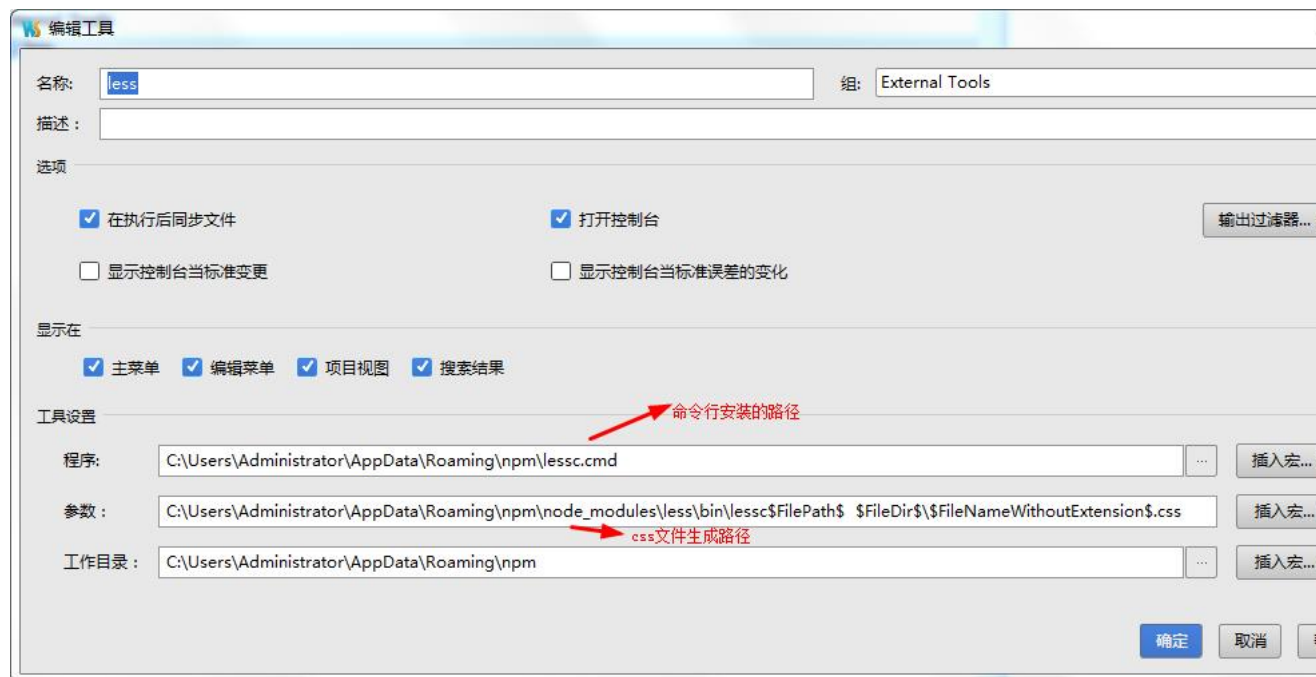 编辑工具
名称: less 组: External Tools
描述：
选项
在执行后同步文件 打开控制台 输出过滤器...
显示控制台当标准变更 显示控制台当标准误差的变化
显示在
主菜单 编辑菜单 项目视图 搜索结果
工具设置
命令行安装的路径
程序: C:\Users\Administrator\AppData\Roaming\npm\lessc.cmd ... 插入宏...
参数： C:\Users\Administrator\AppData\Roaming\npm\node_modules\less\bin\lessc$FilePath$ $FileDir$\$FileNameWithoutExtension$.css 插入宏...
css文件生成路径
工作目录： C:\Users\Administrator\AppData\Roaming\npm ... 插入宏...
确定 取消